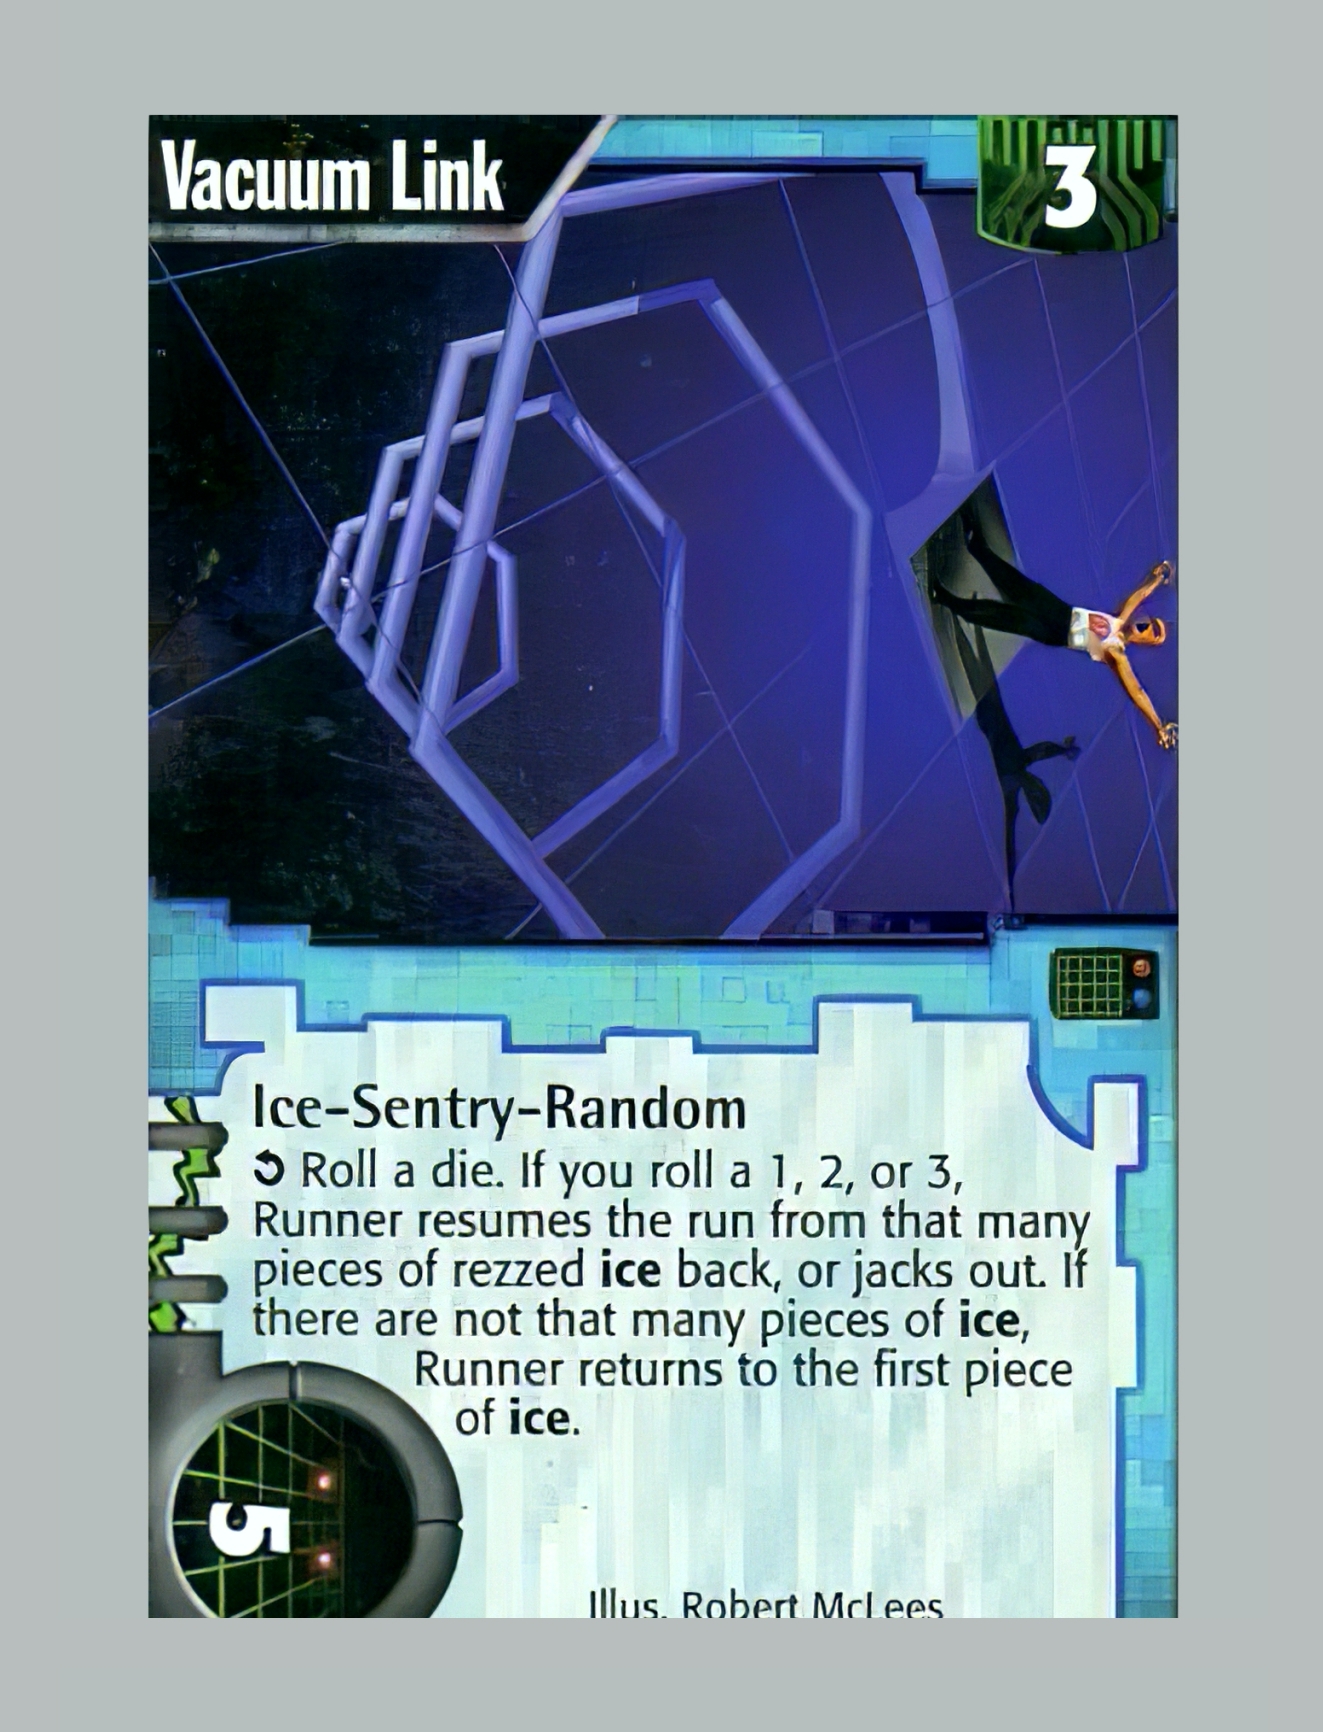 Vacuum Link
3
Ice-Sentry-Random
Roll a die. If you roll a 1, 2, or 3,
Runner resumes the run from that many
pieces of rezzed ice back, or jacks out. If
there are not that many pieces of ice,
Runner returns to the first piece
of ice.
5
Illus. Robert McLees